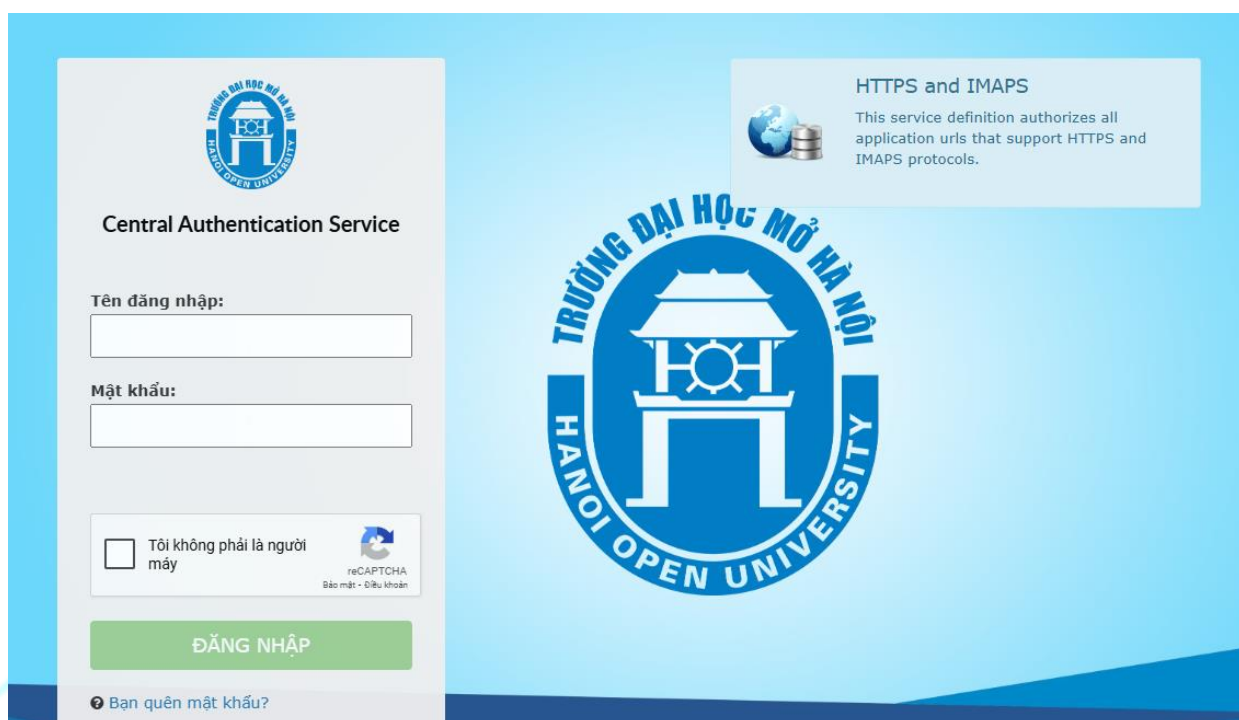 TRƯỜNG ĐẠI HỌC MỞ HÀ NỘI
HANOI OPEN UNIVERSITY
Central Authentication Service
Tên đăng nhập:
Mật khẩu:
Tôi không phải là người
máy
reCAPTCHA
Bảo mật - Điều khoản
ĐĂNG NHẬP
Bạn quên mật khẩu?
HTTPS and IMAPS
This service definition authorizes all
application urls that support HTTPS and
IMAPS protocols.
TRƯỜNG ĐẠI HỌC MỞ HÀ NỘI
HANOI OPEN UNIVERSITY